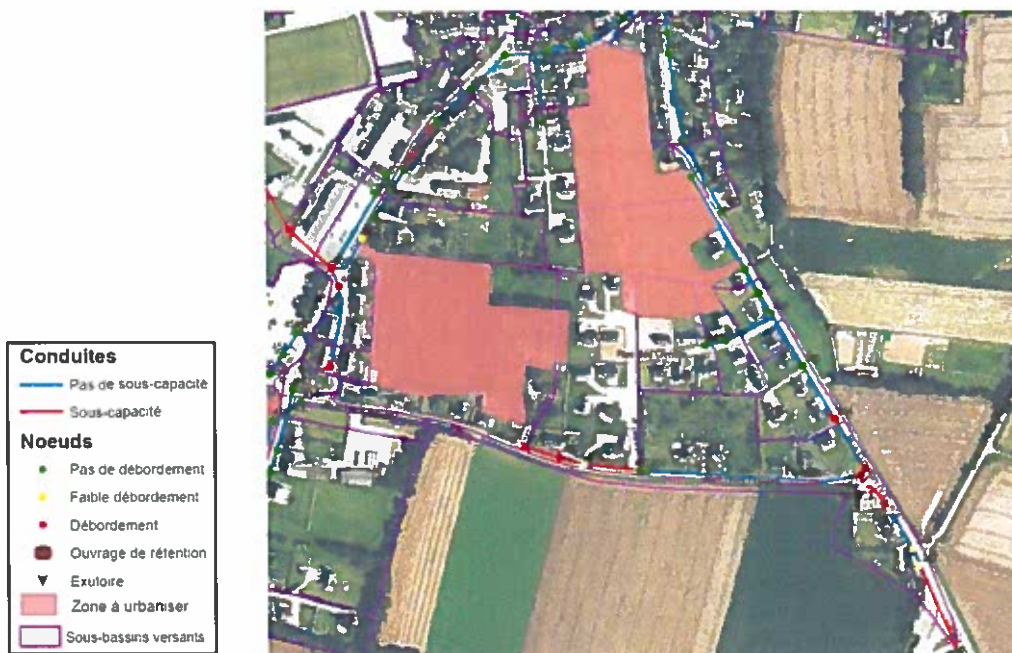 Conduites
Pas de sous-capacité
Sous-capacité
Noeuds
Pas de débordement
Faible débordement
Débordement
Ouvrage de rétention
Exutoire
Zone à urbaniser
Sous-bassins versants